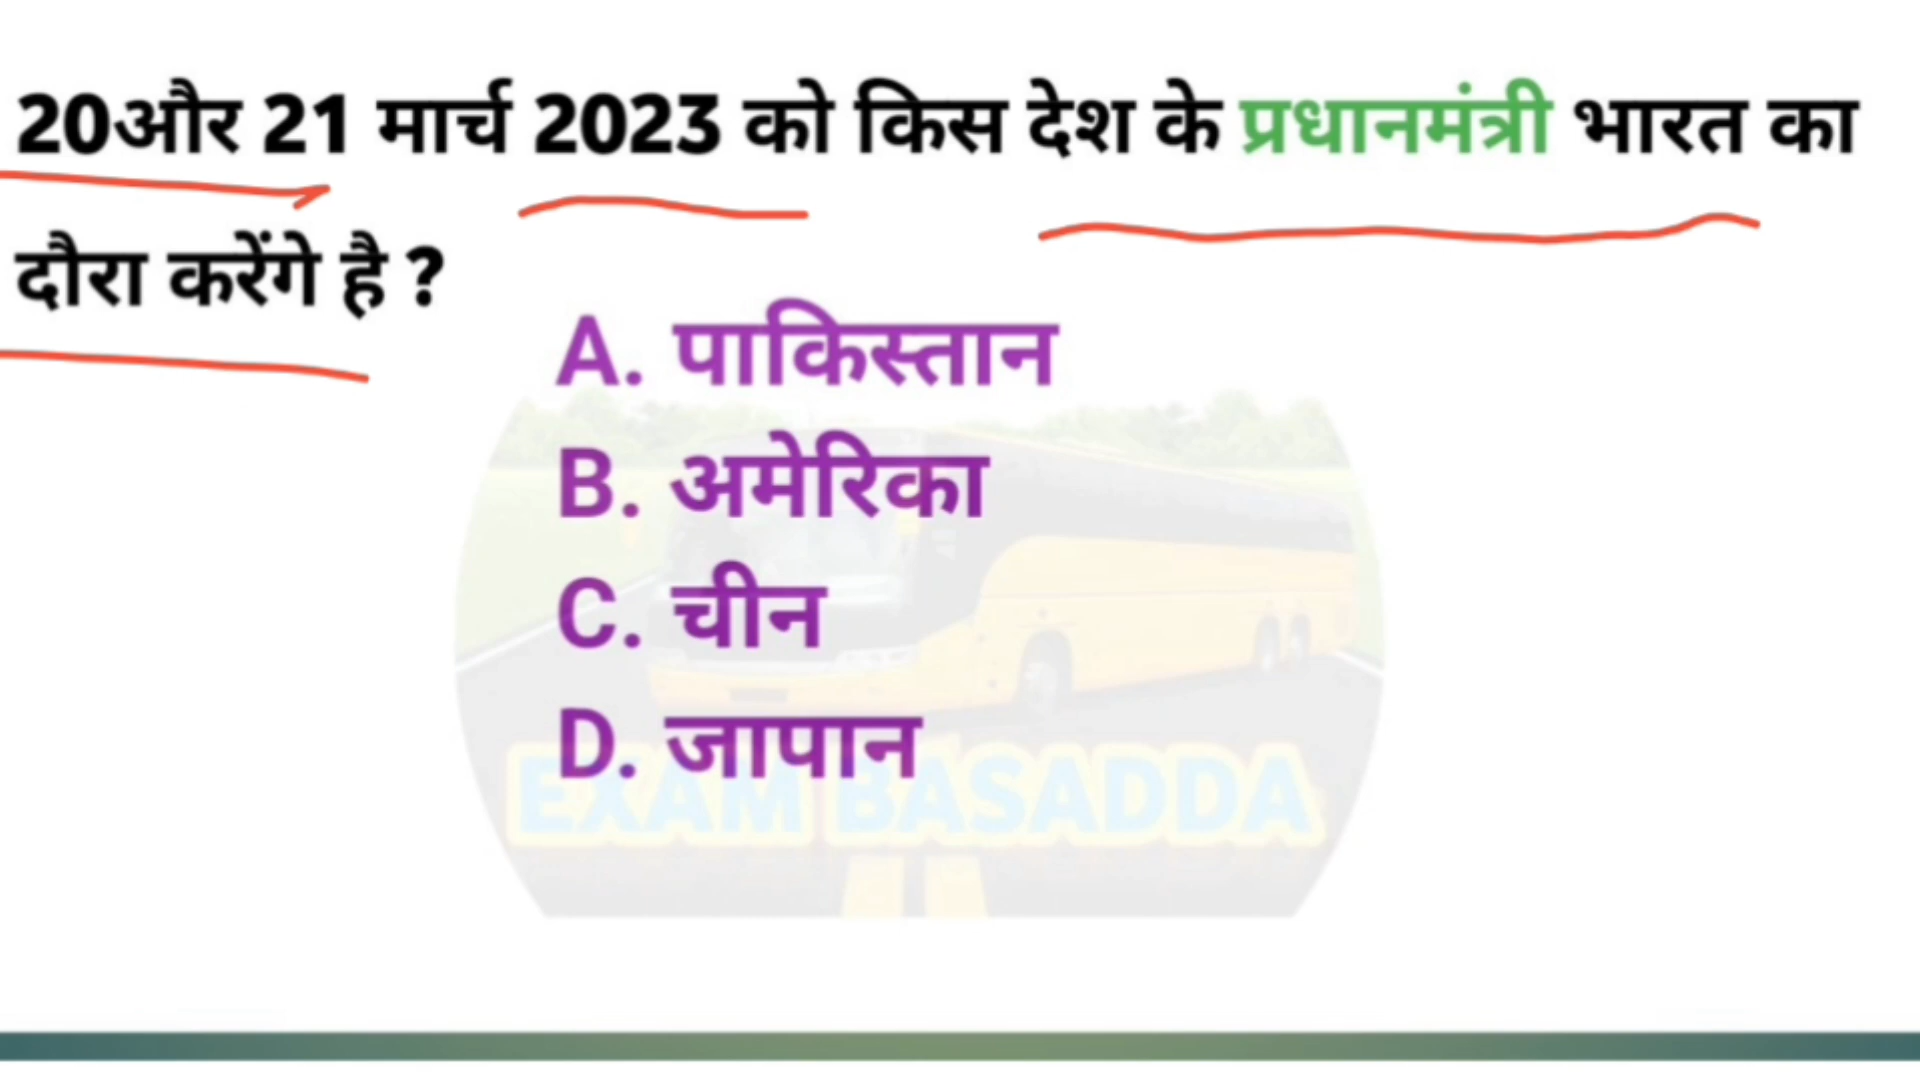 20और 21 मार्च 2023 को किस देश के प्रधानमंत्री भारत का
दौरा करेंगे है ?
A. पाकिस्तान
B. अमेरिका
C. चीन
D. जापान
EXAM BASADDA